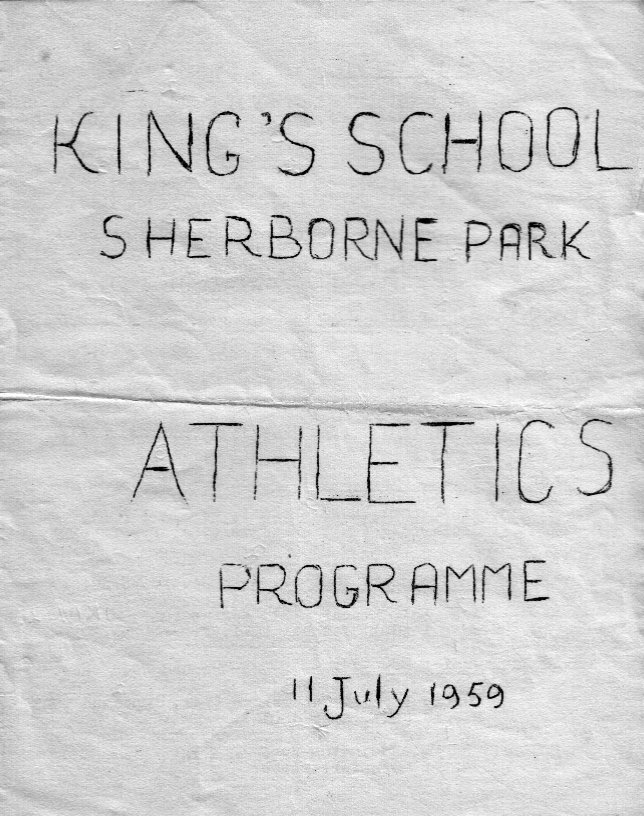 KING'S SCHOOL
SHERBORNE PARK
ATHLETICS
PROGRAMME
11 July 1959